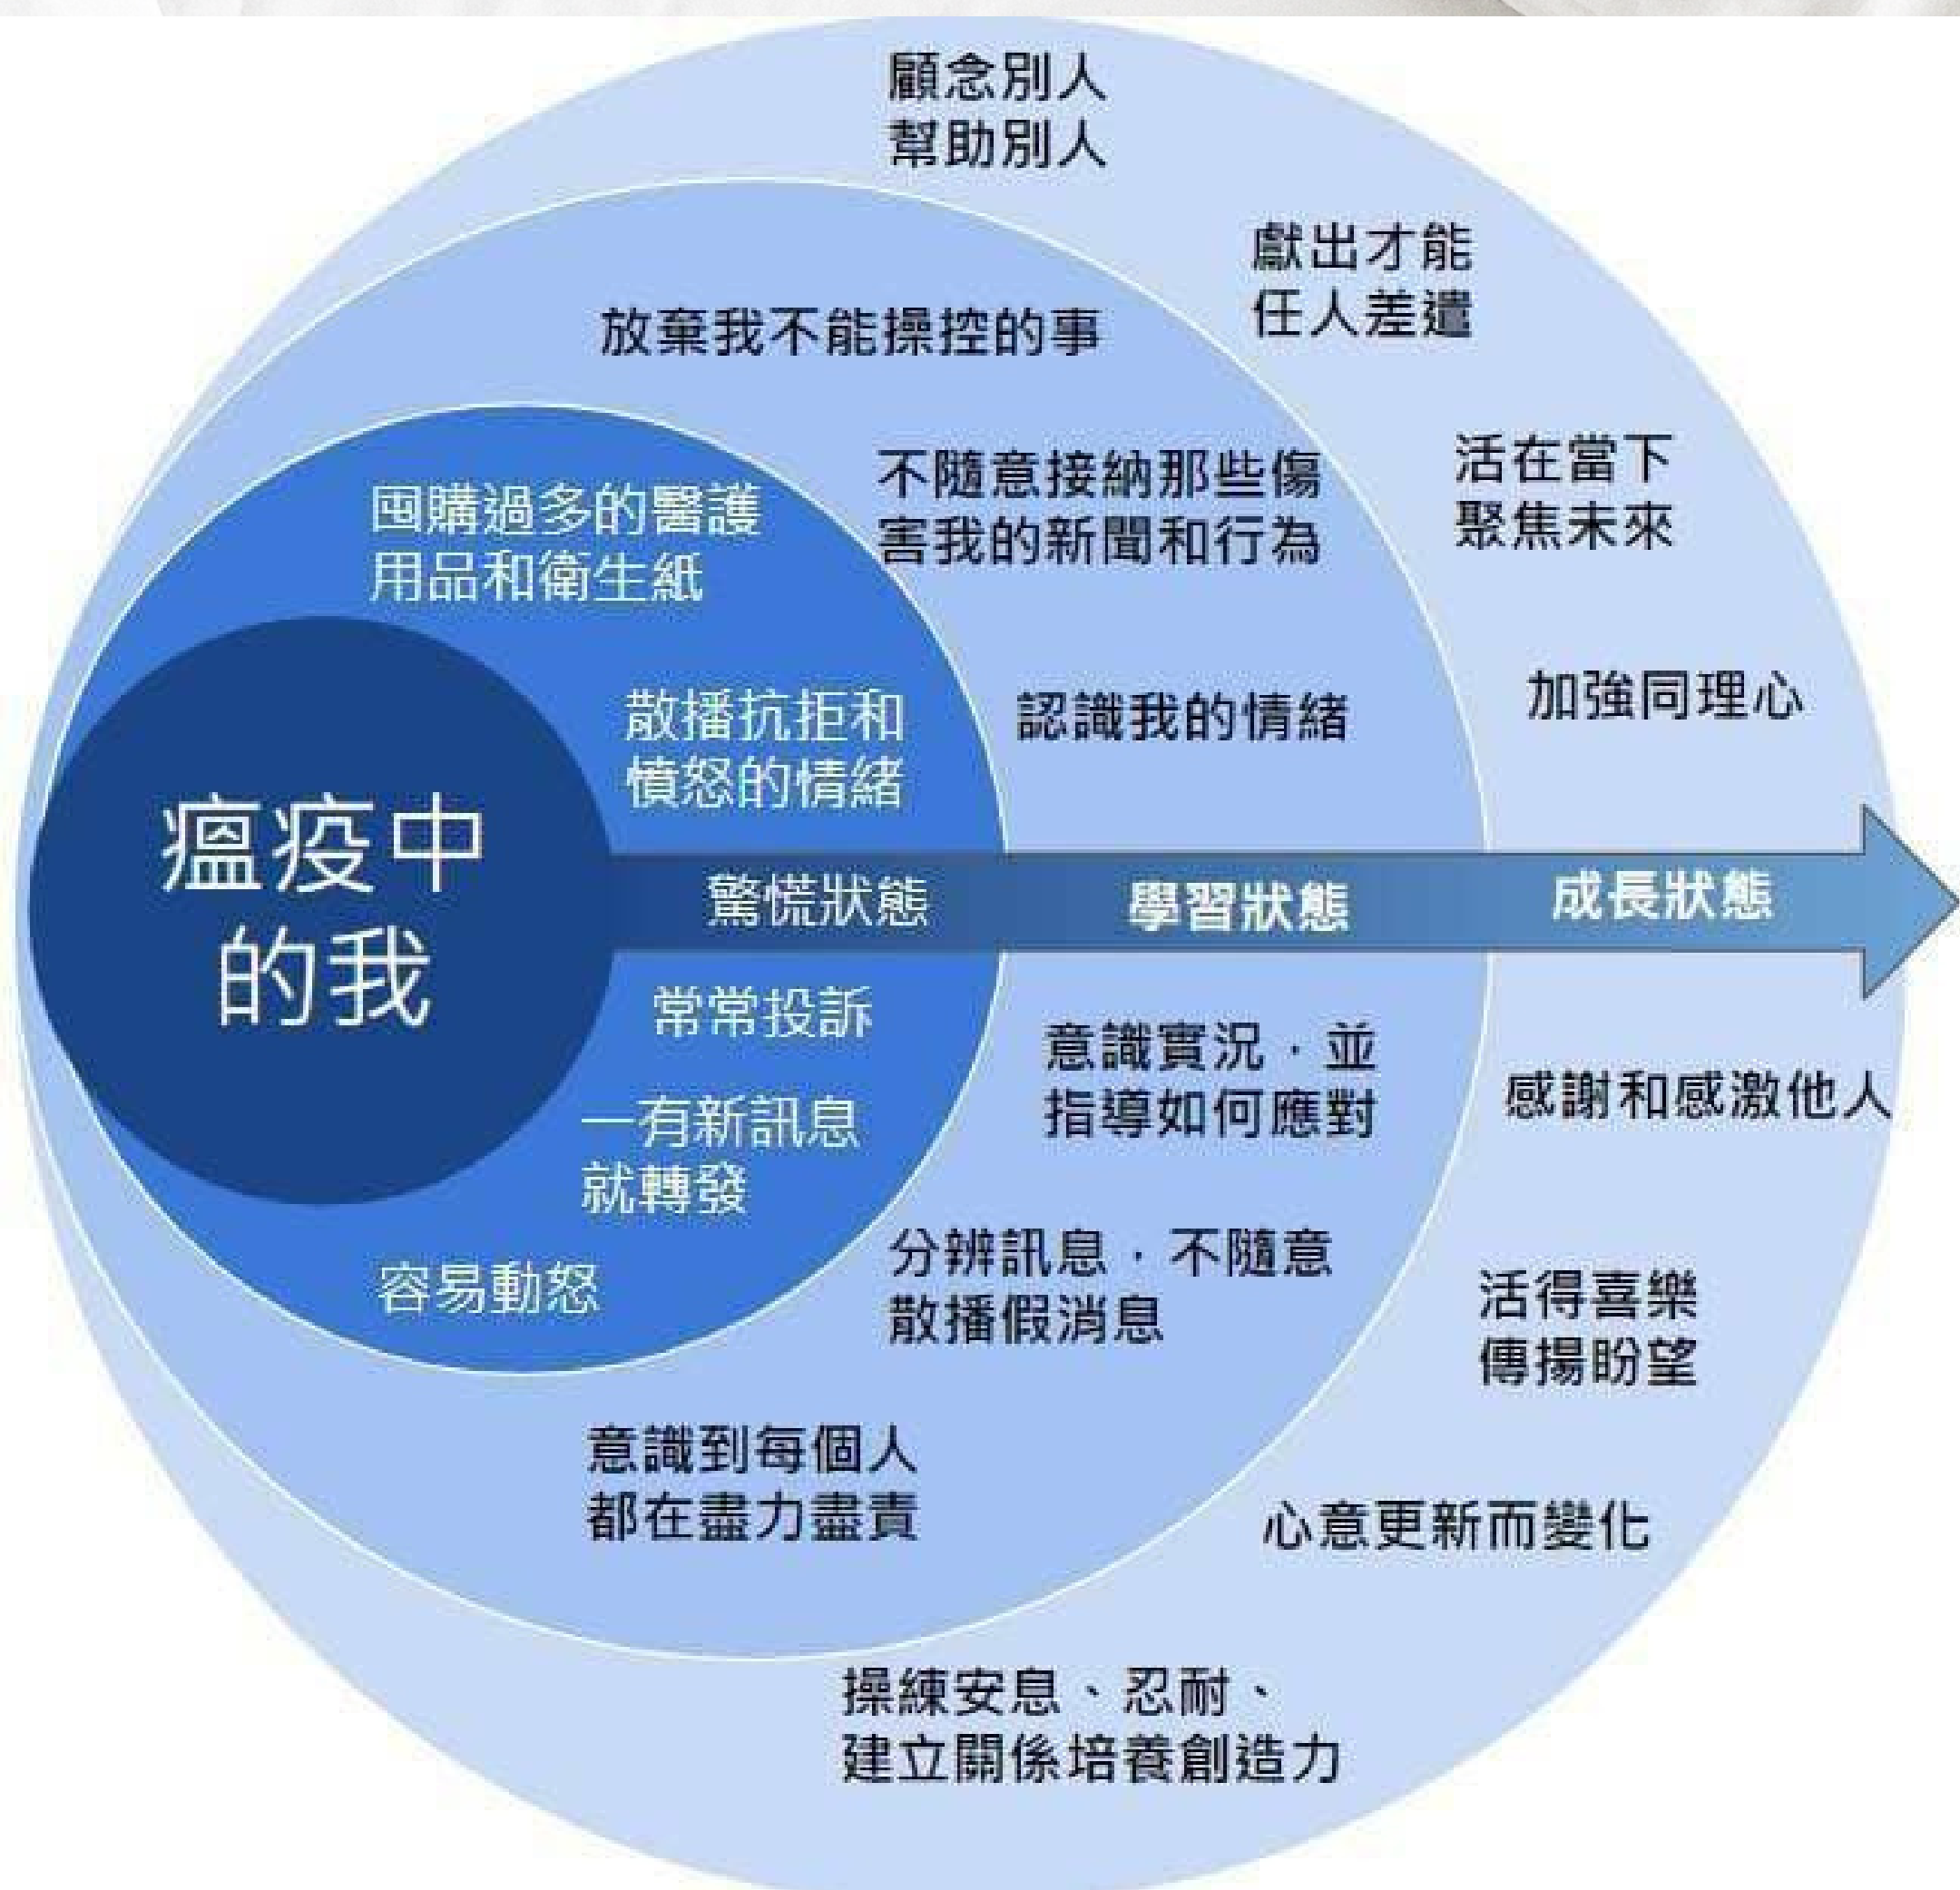 顧念別人
幫助別人
獻出才能
任人差遣
放棄我不能操控的事
活在當下
聚焦未來
不隨意接納那些傷
害我的新聞和行為
囤購過多的醫護
用品和衛生紙
加強同理心
認識我的情緒
散播抗拒和
憤怒的情緒
瘟疫中
的我
驚慌狀態
學習狀態
成長狀態
常常投訴
意識實況，並
指導如何應對
感謝和感激他人
一有新訊息
就轉發
分辨訊息，不隨意
散播假消息
容易動怒
活得喜樂
傳揚盼望
意識到每個人
都在盡力盡責
心意更新而變化
操練安息、忍耐、
建立關係培養創造力